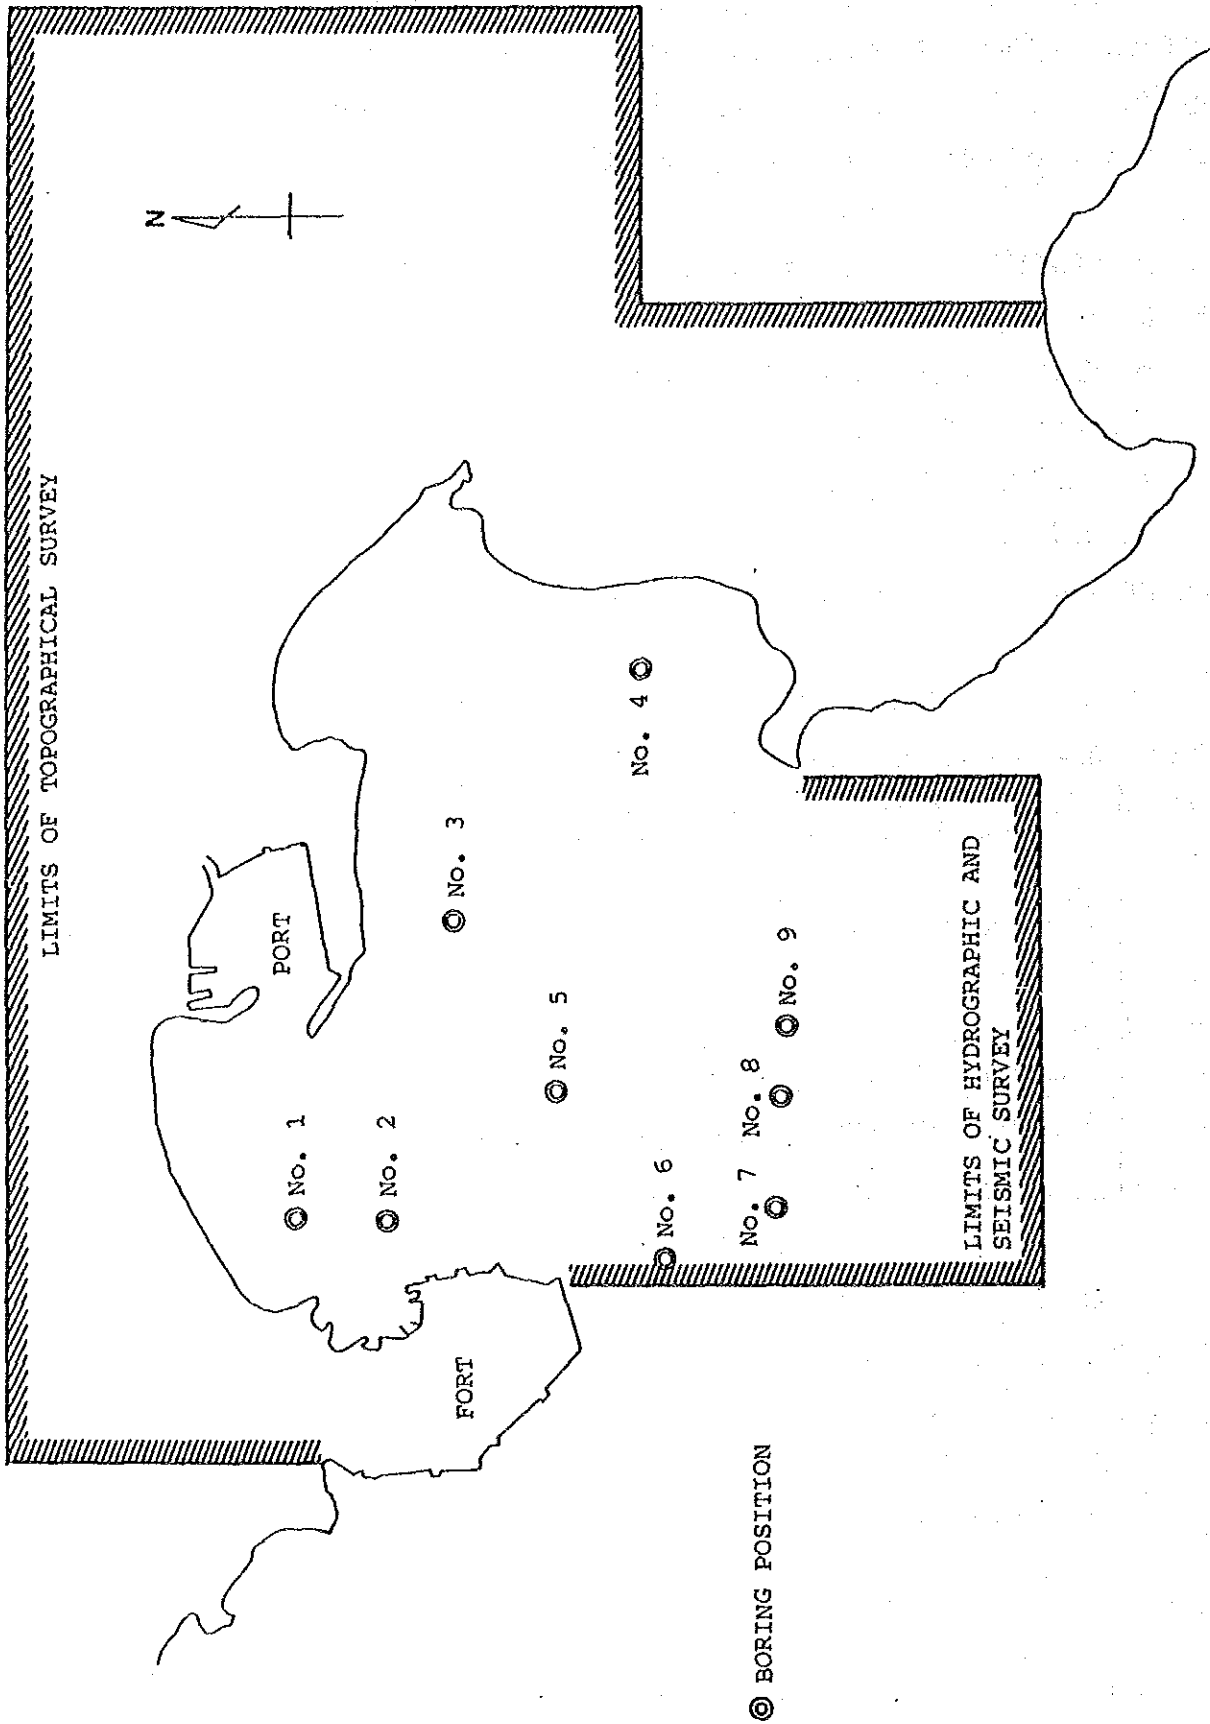 LIMITS OF TOPOGRAPHICAL SURVEY
N
PORT
No. 1
No. 2
No. 3
FORT
No. 5
No. 4
No. 6
No. 7
No. 8
No. 9
BORING POSITION
LIMITS OF HYDROGRAPHIC AND
SEISMIC SURVEY